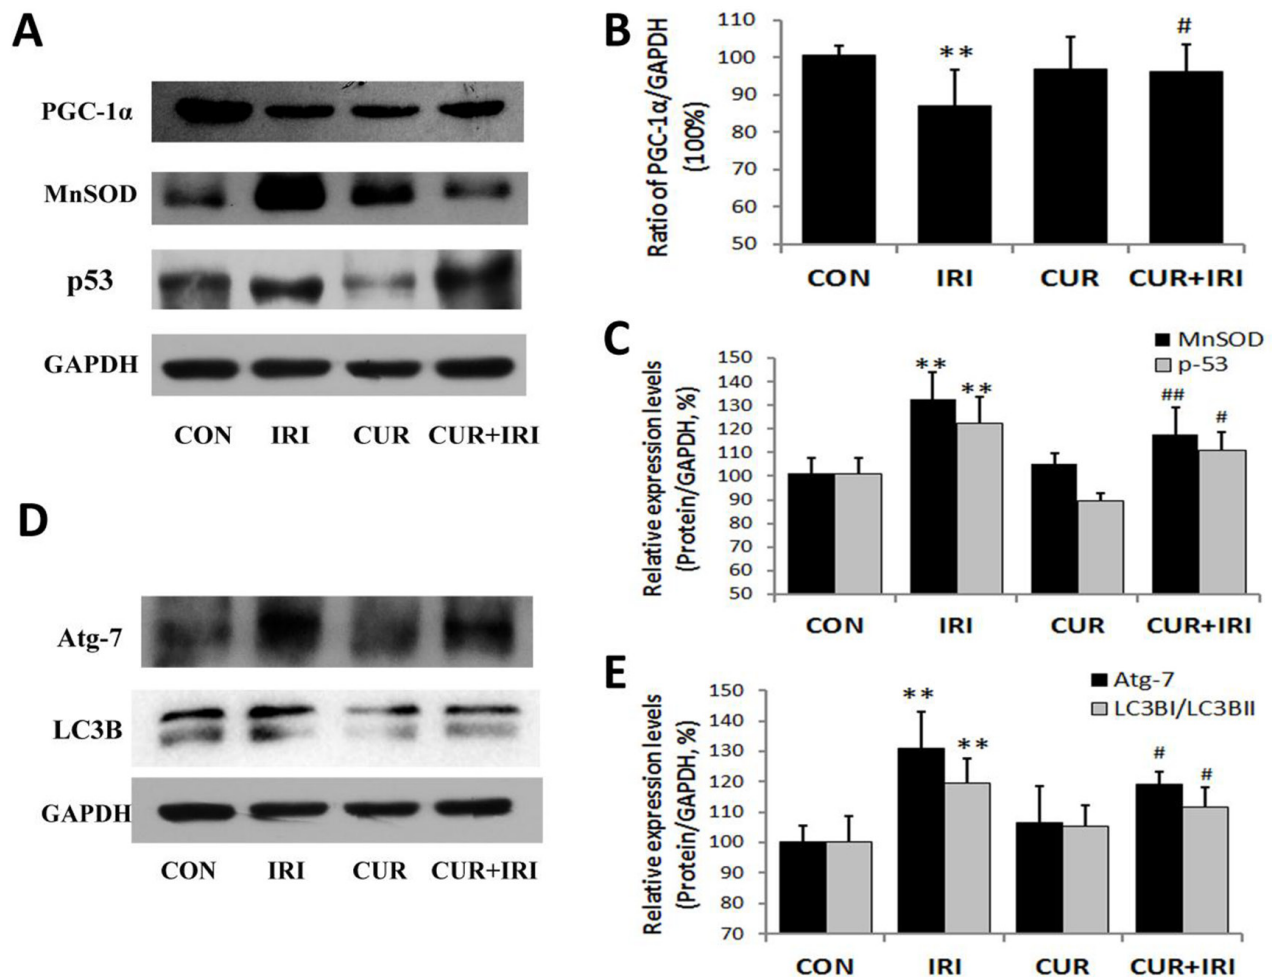 A
PGC-1α
MnSOD
p53
GAPDH
CON IRI CUR CUR+IRI
B
Ratio of PGC-1α/GAPDH
(100%)
110
100
90
80
70
60
50
**
#
CON IRI CUR CUR+IRI
C
Relative expression levels
(Protein/GAPDH, %)
MnSOD
p-53
150
140
130
120
110
100
90
80
70
60
50
** **
## #
CON IRI CUR CUR+IRI
D
Atg-7
LC3B
GAPDH
CON IRI CUR CUR+IRI
E
Relative expression levels
(Protein/GAPDH, %)
Atg-7
LC3BI/LC3BII
150
140
130
120
110
100
90
80
70
** **
# #
CON IRI CUR CUR+IRI